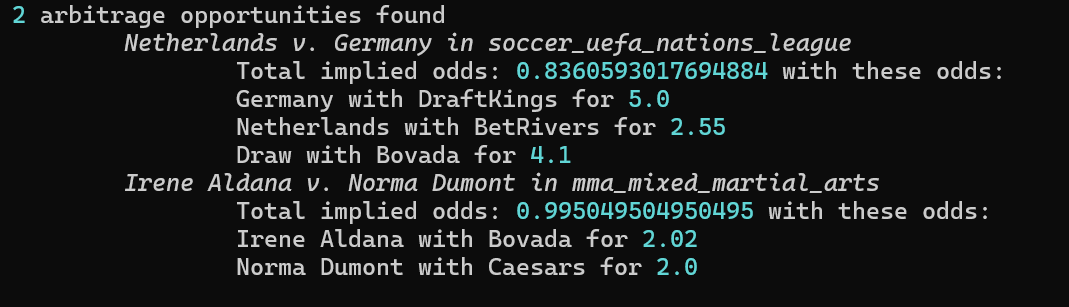 2 arbitrage opportunities found
Netherlands v. Germany in soccer_uefa_nations_league
Total implied odds: 0.8360593017694884 with these odds:
Germany with DraftKings for 5.0
Netherlands with BetRivers for 2.55
Draw with Bovada for 4.1
Irene Aldana v. Norma Dumont in mma_mixed_martial_arts
Total implied odds: 0.995049504950495 with these odds:
Irene Aldana with Bovada for 2.02
Norma Dumont with Caesars for 2.0